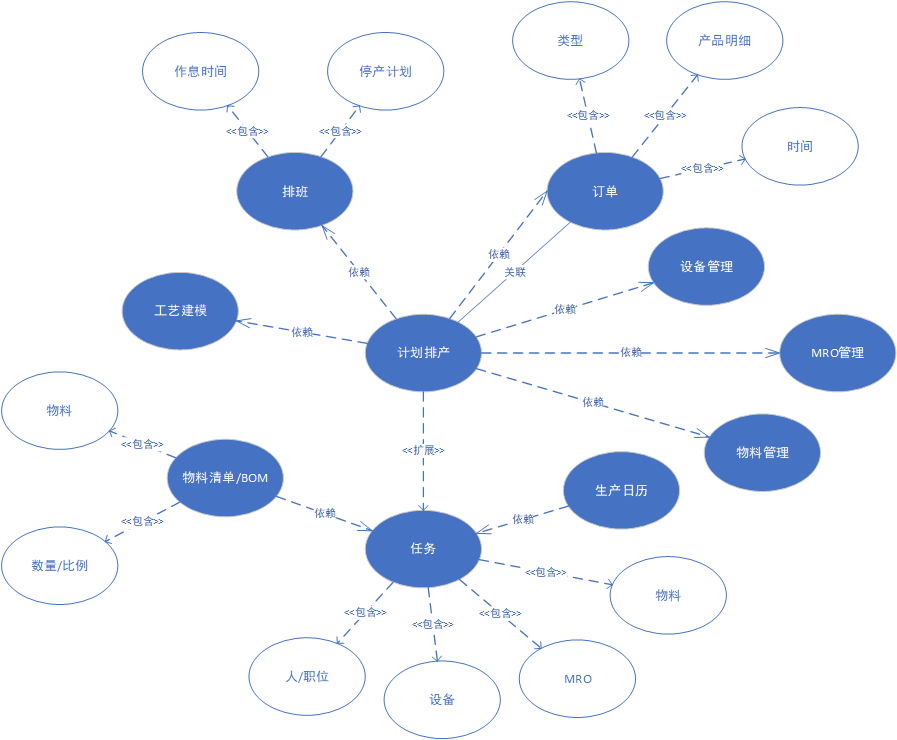 类型
产品明细
作息时间
停产计划
<<包含>>
<<包含>>
<<包含>>
<<包含>>
时间
<<包含>>
排班
订单
依赖
依赖
关联
设备管理
工艺建模
依赖
依赖
计划排产
依赖
MRO管理
物料
依赖
<<包含>>
<<扩展>>
物料管理
物料清单/BOM
生产日历
<<包含>>
依赖
依赖
任务
数量/比例
<<包含>>
物料
<<包含>>
<<包含>>
<<包含>>
人/职位
设备
MRO